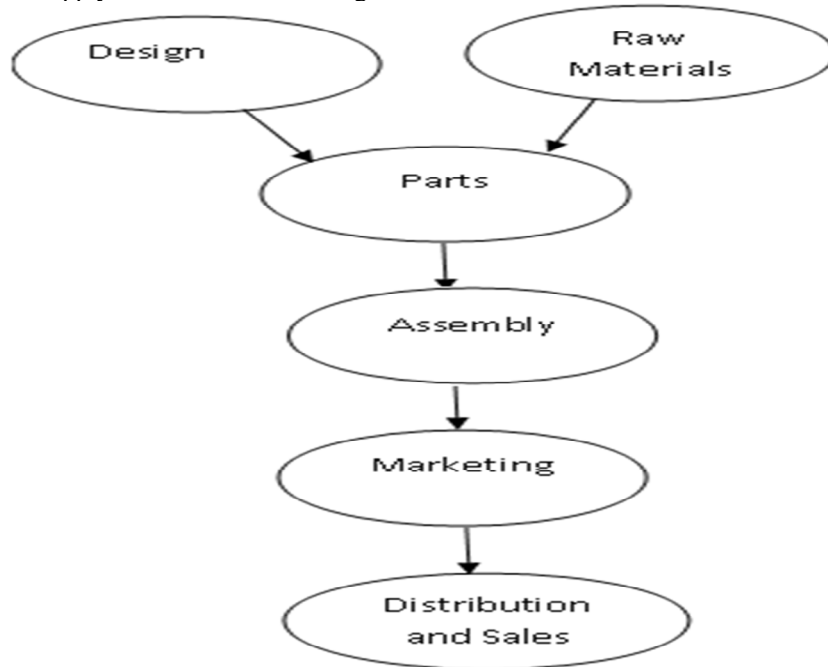 Design
Raw
Materials
Parts
Assembly
Marketing
Distribution
and Sales